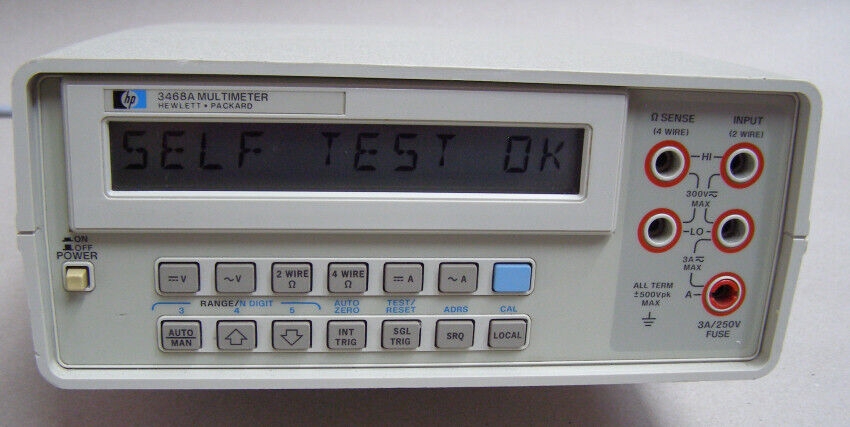 hp 3468A MULTIMETER
HEWLETT • PACKARD
SELF TEST OK
Ω SENSE
(4 WIRE)
INPUT
(2 WIRE)
HI
300V⎓~
MAX
LO
3A⎓~
MAX
ALL TERM
±500Vpk
MAX
A
3A/250V
FUSE
ON
OFF
POWER
⎓V
~V
2 WIRE
Ω
4 WIRE
Ω
⎓A
~A
RANGE/N DIGIT
3 4 5
AUTO
ZERO
TEST/
RESET
ADRS
CAL
AUTO
MAN
INT
TRIG
SGL
TRIG
SRQ
LOCAL